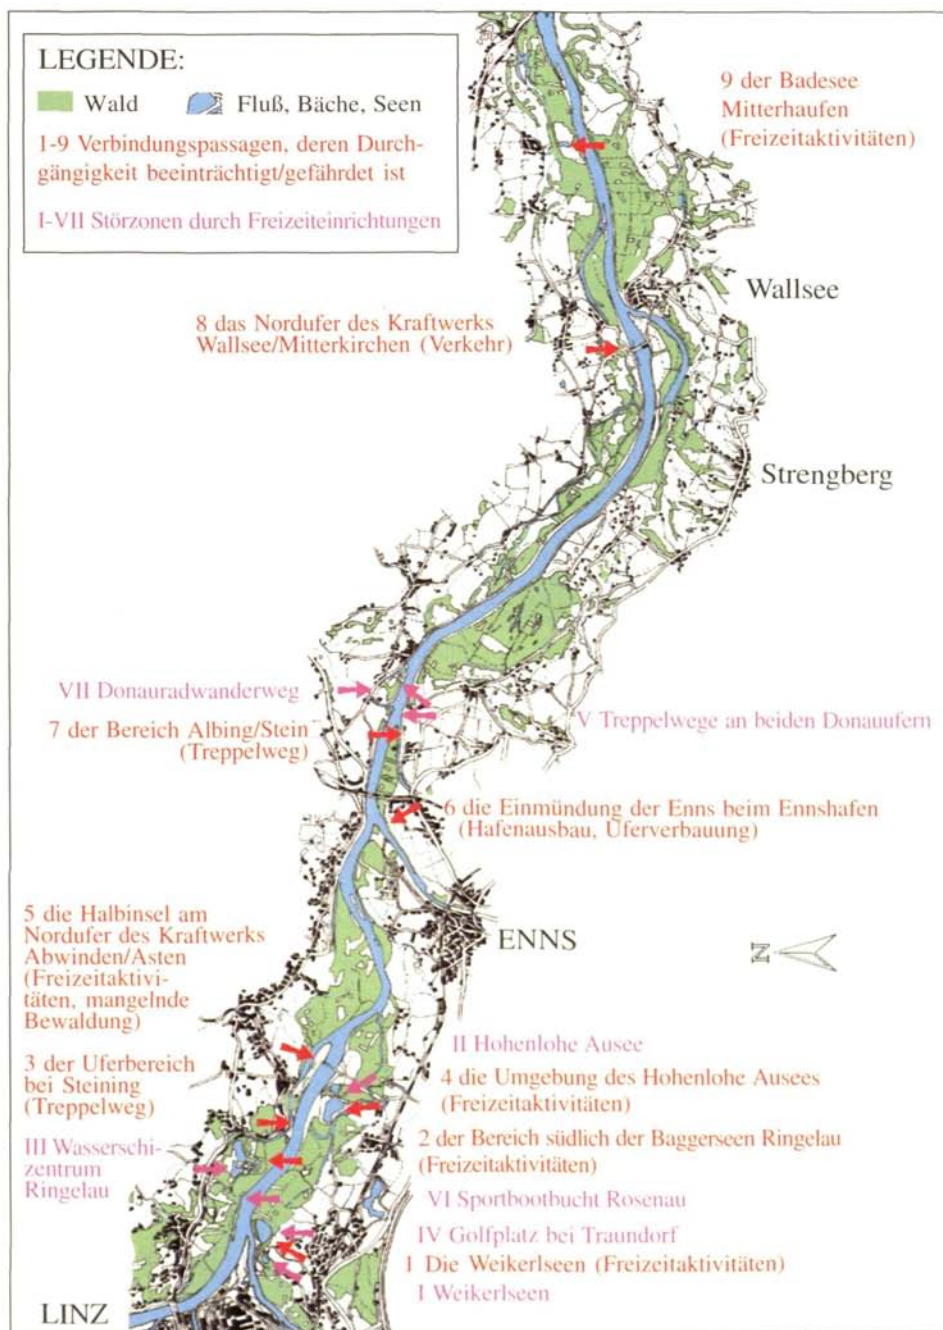 LEGENDE:
Wald
Fluß, Bäche, Seen
1-9 Verbindungspassagen, deren Durch-
gängigkeit beeinträchtigt/gefährdet ist
I-VII Störzonen durch Freizeiteinrichtungen
9 der Badesee
Mitterhaufen
(Freizeitaktivitäten)
Wallsee
8 das Nordufer des Kraftwerks
Wallsee/Mitterkirchen (Verkehr)
Strengberg
VII Donauradwanderweg
7 der Bereich Albing/Stein
(Treppelweg)
V Treppelwege an beiden Donauufern
6 die Einmündung der Enns beim Ennshafen
(Hafenausbau, Uferverbauung)
5 die Halbinsel am
Nordufer des Kraftwerks
Abwinden/Asten
(Freizeitaktivi-
täten, mangelnde
Bewaldung)
ENNS
N
3 der Uferbereich
bei Steining
(Treppelweg)
III Wasserschi-
zentrum
Ringelau
II Hohenlohe Ausee
4 die Umgebung des Hohenlohe Ausees
(Freizeitaktivitäten)
2 der Bereich südlich der Baggerseen Ringelau
(Freizeitaktivitäten)
VI Sportbootbucht Rosenau
IV Golfplatz bei Traundorf
1 Die Weikerlseen (Freizeitaktivitäten)
I Weikerlseen
LINZ